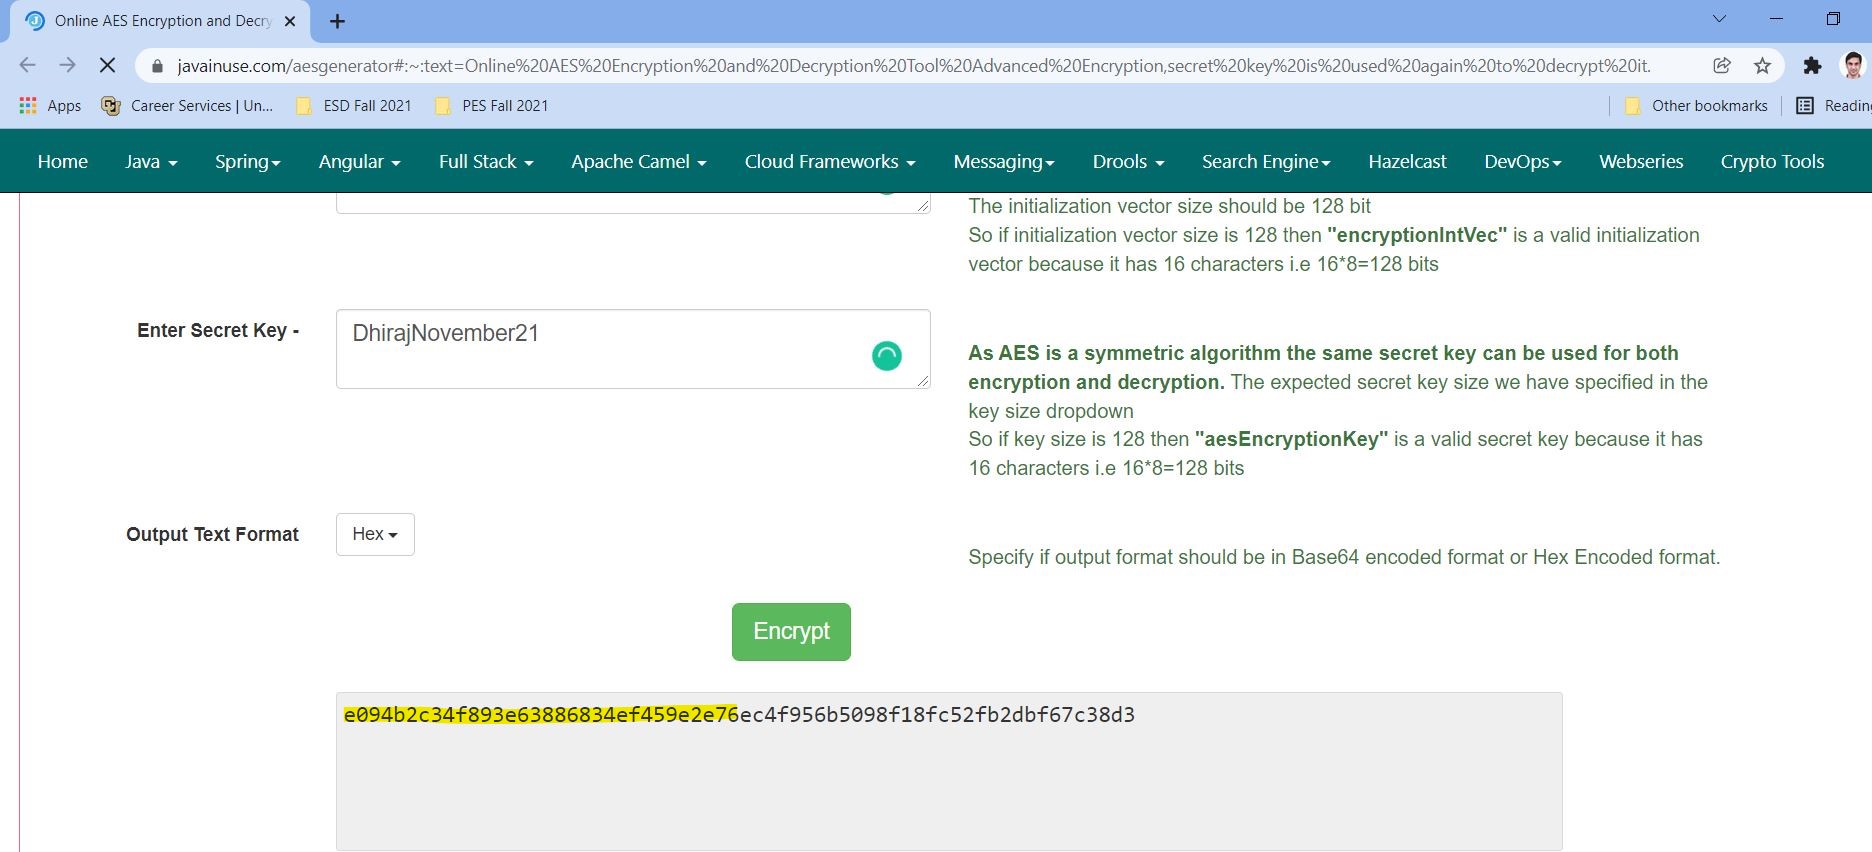 Online AES Encryption and Decry
javainuse.com/aesgenerator#:~:text=Online%20AES%20Encryption%20and%20Decryption%20Tool%20Advanced%20Encryption,secret%20key%20is%20used%20again%20to%20decrypt%20it.
Apps Career Services | Un... ESD Fall 2021 PES Fall 2021 Other bookmarks Reading
Home Java Spring Angular Full Stack Apache Camel Cloud Frameworks Messaging Drools Search Engine Hazelcast DevOps Webseries Crypto Tools
The initialization vector size should be 128 bit
So if initialization vector size is 128 then "encryptionIntVec" is a valid initialization
vector because it has 16 characters i.e 16*8=128 bits
Enter Secret Key -
DhirajNovember21
As AES is a symmetric algorithm the same secret key can be used for both
encryption and decryption. The expected secret key size we have specified in the
key size dropdown
So if key size is 128 then "aesEncryptionKey" is a valid secret key because it has
16 characters i.e 16*8=128 bits
Output Text Format
Hex
Specify if output format should be in Base64 encoded format or Hex Encoded format.
Encrypt
e094b2c34f893e63886834ef459e2e76ec4f956b5098f18fc52fb2dbf67c38d3